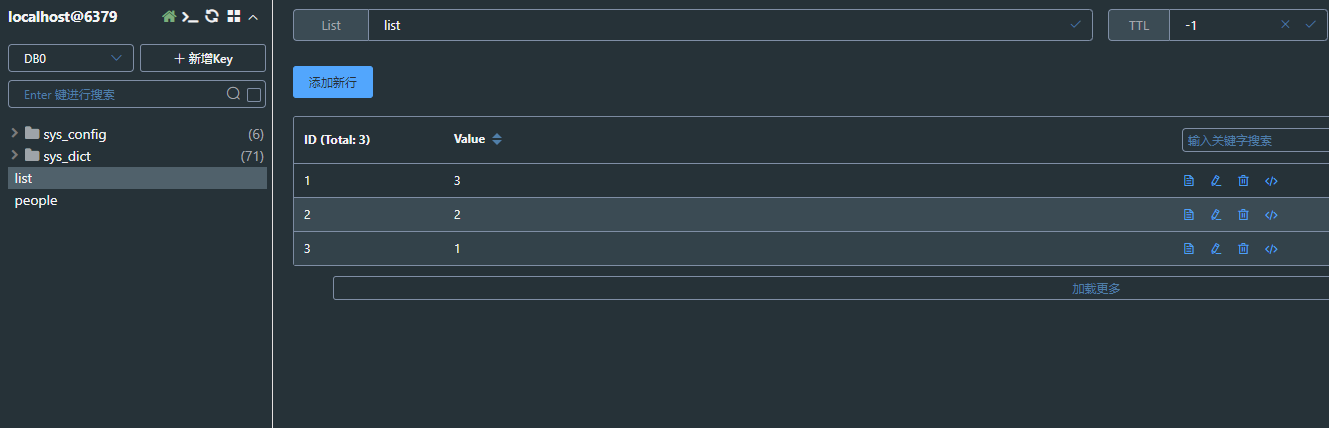 localhost@6379
DB0
新增Key
Enter 键进行搜索
sys_config (6)
sys_dict (71)
list
people
List list
TTL -1
添加新行
ID (Total: 3) Value 输入关键字搜索
1 3
2 2
3 1
加载更多